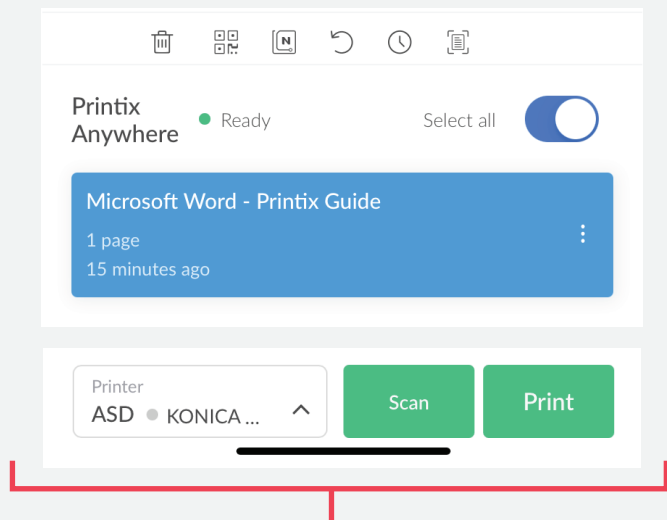 Printix
Anywhere
Ready
Select all
Microsoft Word - Printix Guide
1 page
15 minutes ago
Printer
ASD KONICA ...
Scan
Print